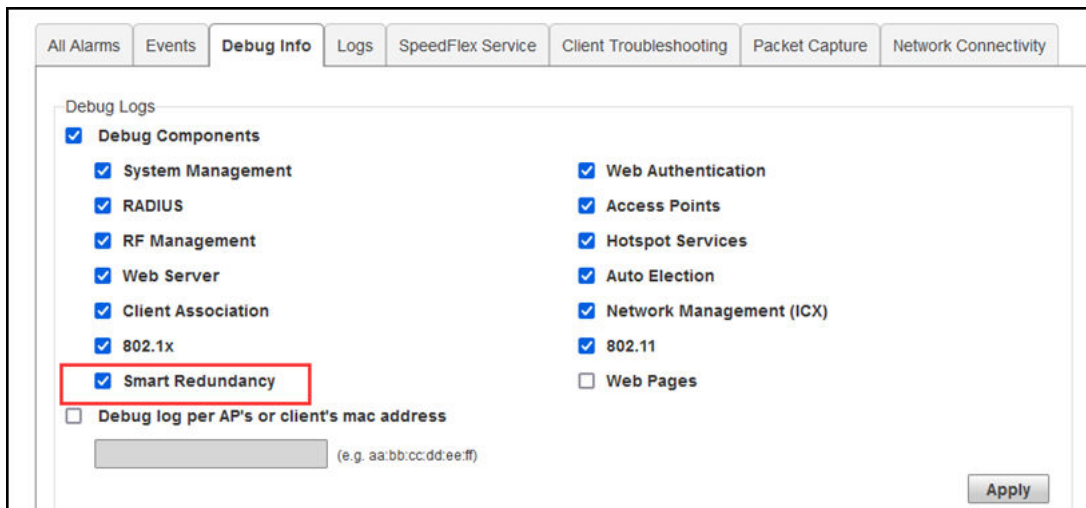 All Alarms Events Debug Info Logs SpeedFlex Service Client Troubleshooting Packet Capture Network Connectivity
Debug Logs
Debug Components
System Management Web Authentication
RADIUS Access Points
RF Management Hotspot Services
Web Server Auto Election
Client Association Network Management (ICX)
802.1x 802.11
Smart Redundancy Web Pages
Debug log per AP's or client's mac address
(e.g. aa:bb:cc:dd:ee:ff)
Apply